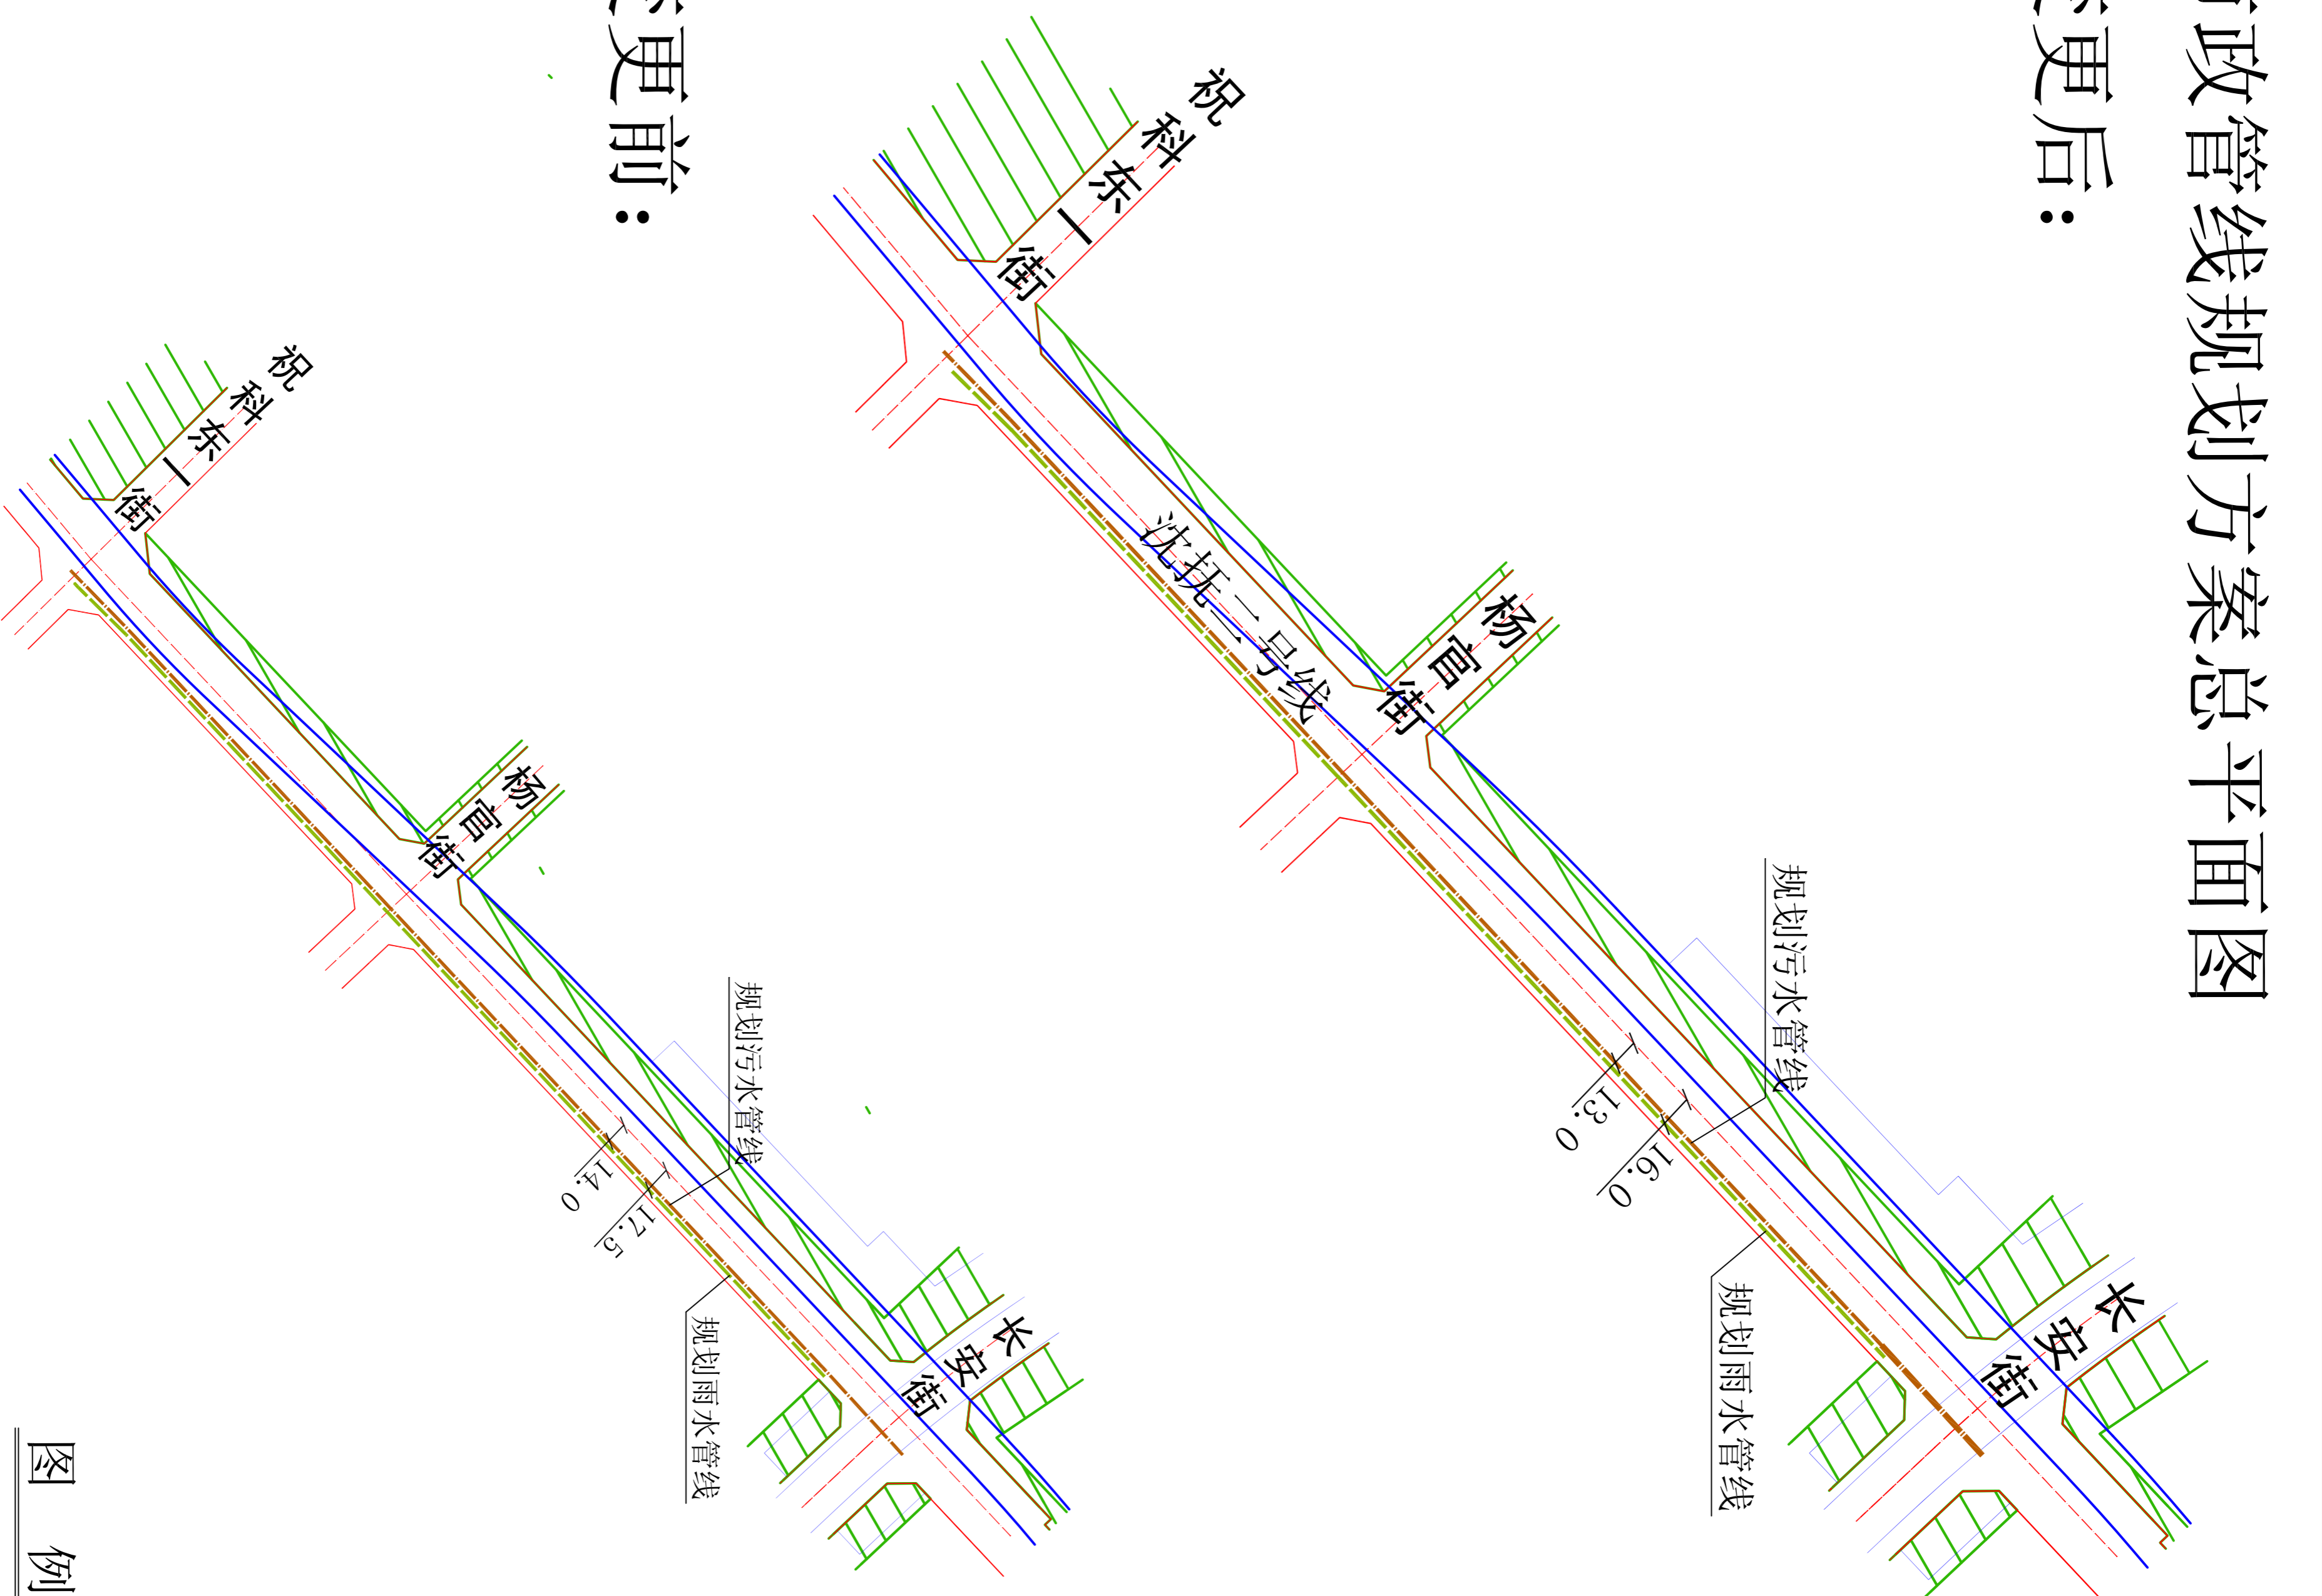 政管线规划方案总平面图
更后：
祝科东一街
沈抚二号线
杨官街
规划污水管线
13.0
16.0
规划雨水管线
长安街
更前：
祝科东一街
杨官街
规划污水管线
14.0
17.5
规划雨水管线
长安街
图 例